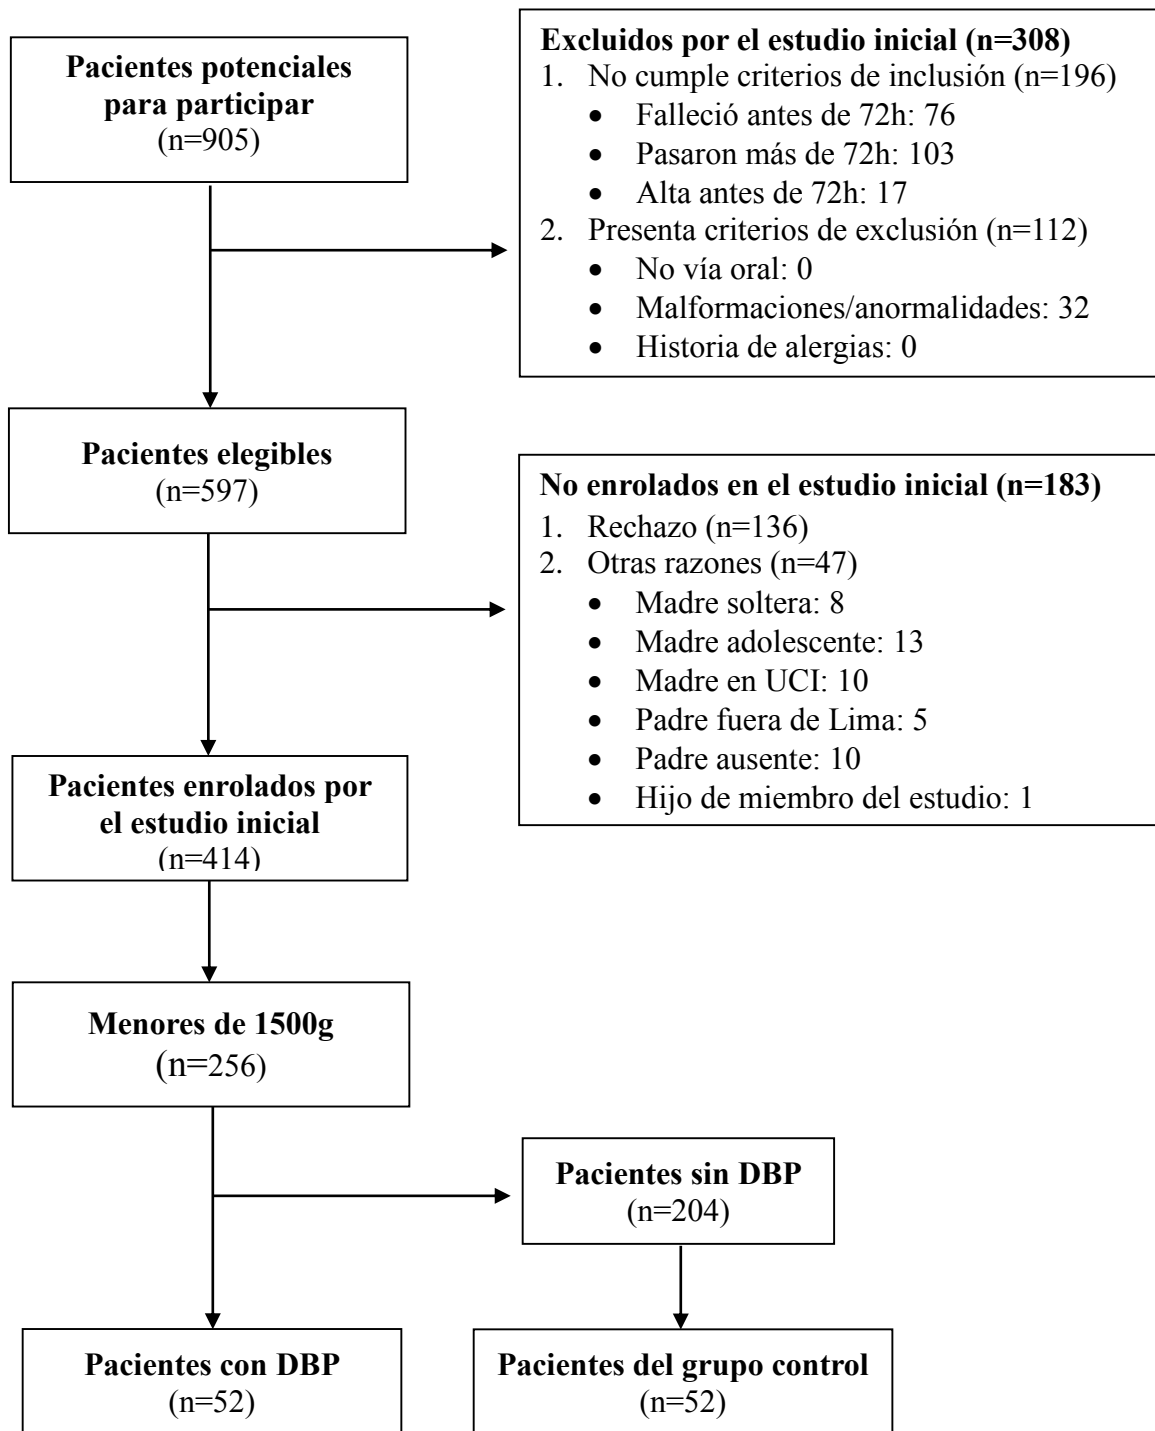 Pacientes potenciales
para participar
(n=905)
Excluidos por el estudio inicial (n=308)
1. No cumple criterios de inclusión (n=196)
• Falleció antes de 72h: 76
• Pasaron más de 72h: 103
• Alta antes de 72h: 17
2. Presenta criterios de exclusión (n=112)
• No vía oral: 0
• Malformaciones/anormalidades: 32
• Historia de alergias: 0
Pacientes elegibles
(n=597)
No enrolados en el estudio inicial (n=183)
1. Rechazo (n=136)
2. Otras razones (n=47)
• Madre soltera: 8
• Madre adolescente: 13
• Madre en UCI: 10
• Padre fuera de Lima: 5
• Padre ausente: 10
• Hijo de miembro del estudio: 1
Pacientes enrolados por
el estudio inicial
(n=414)
Menores de 1500g
(n=256)
Pacientes sin DBP
(n=204)
Pacientes con DBP
(n=52)
Pacientes del grupo control
(n=52)